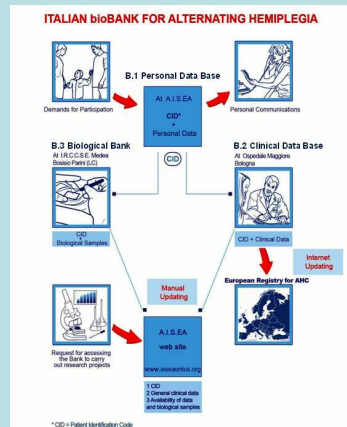 ITALIAN bioBANK FOR ALTERNATING HEMIPLEGIA
B.1 Personal Data Base
At A.I.SEA
CID*
+
Personal Data
Demands for Participation
Personal Communications
CID
B.3 Biological Bank
At I.R.C.C.S.E. Medea
Bosisio Parini (LC)
B.2 Clinical Data Base
At Ospedale Maggiore
Bologna
CID
+
Biological Samples
CID + Clinical Data
Internet
Updating
Manual
Updating
European Registry for AHC
A.I.SEA
web site
www.aiseaonlus.org
Request for accessing
the Bank to carry
out research projects
1 CID
2 General clinical data
3 Availability of data
and biological samples
* CID = Patient Identification Code